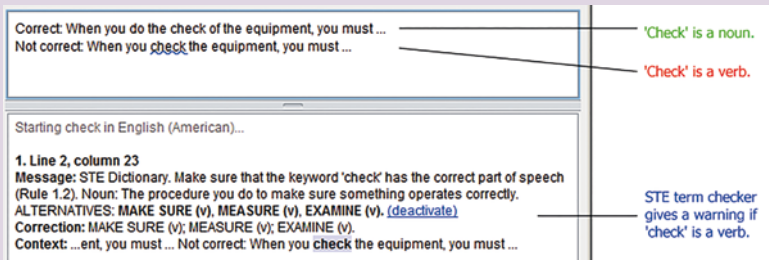 Correct: When you do the check of the equipment, you must ...
'Check' is a noun.
Not correct: When you check the equipment, you must ...
'Check' is a verb.
Starting check in English (American)...
1. Line 2, column 23
Message: STE Dictionary. Make sure that the keyword 'check' has the correct part of speech
(Rule 1.2). Noun: The procedure you do to make sure something operates correctly.
ALTERNATIVES: MAKE SURE (v), MEASURE (v), EXAMINE (v). (deactivate)
Correction: MAKE SURE (v); MEASURE (v); EXAMINE (v).
Context: ...ent, you must ... Not correct: When you check the equipment, you must ...
STE term checker
gives a warning if
'check' is a verb.